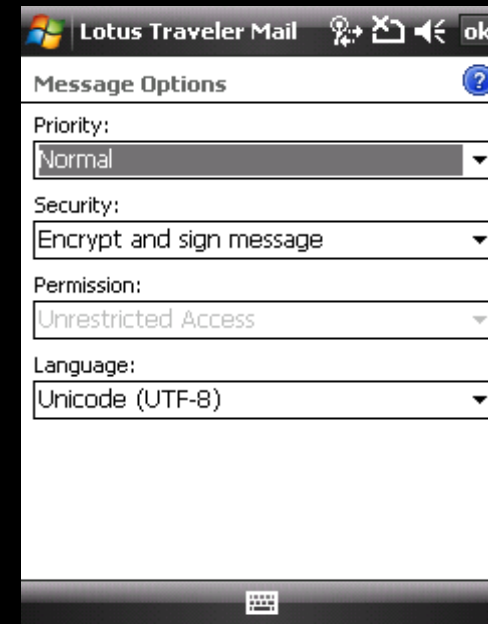 Lotus Traveler Mail ok
Message Options ?
Priority:
Normal
Security:
Encrypt and sign message
Permission:
Unrestricted Access
Language:
Unicode (UTF-8)